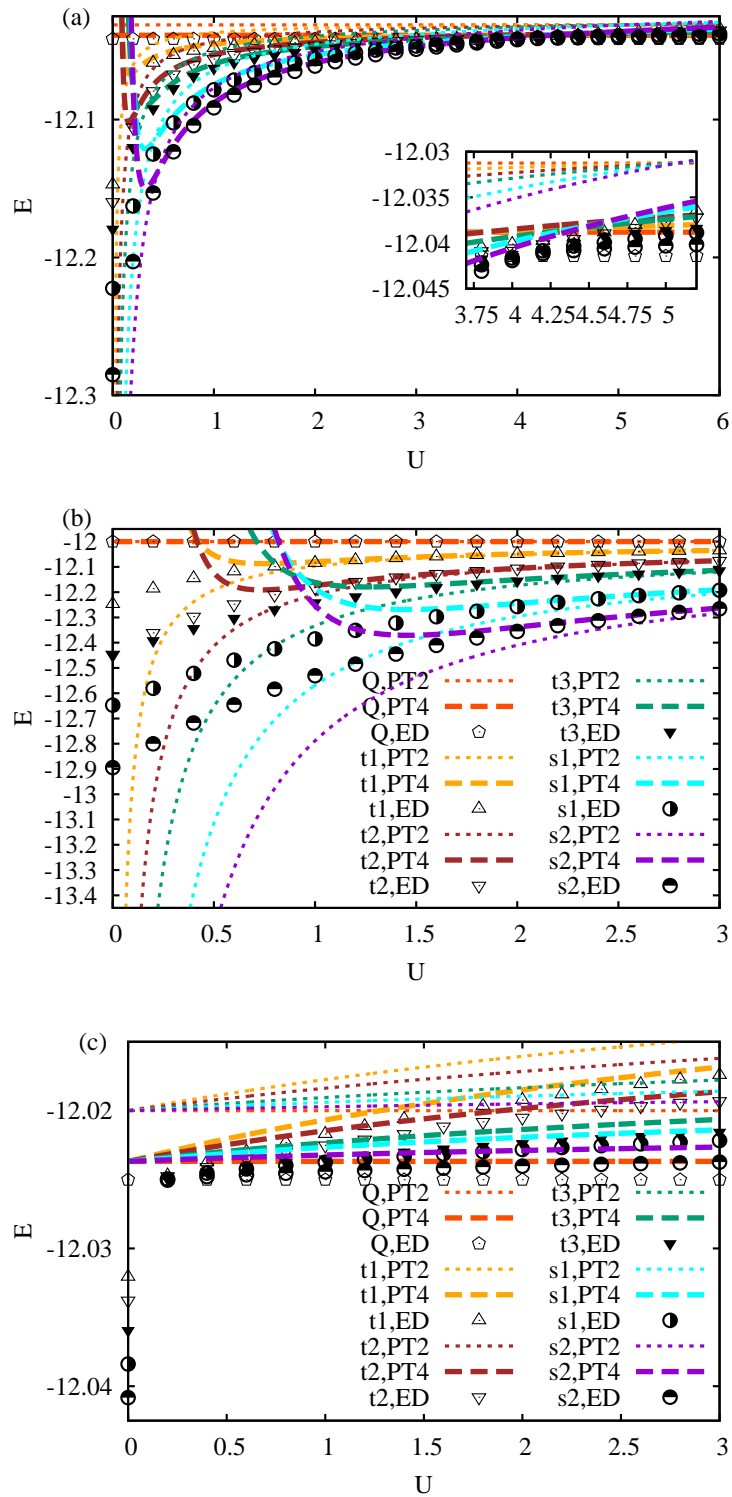 (a)
-12.1
-12.2
-12.3
E
0 1 2 3 4 5 6
U
-12.03
-12.035
-12.04
-12.045
3.75 4 4.25 4.5 4.75 5
(b)
-12
-12.1
-12.2
-12.3
-12.4
-12.5
-12.6
-12.7
-12.8
-12.9
-13
-13.1
-13.2
-13.3
-13.4
E
0 0.5 1 1.5 2 2.5 3
U
Q,PT2 t3,PT2
Q,PT4 t3,PT4
Q,ED t3,ED
t1,PT2 s1,PT2
t1,PT4 s1,PT4
t1,ED s1,ED
t2,PT2 s2,PT2
t2,PT4 s2,PT4
t2,ED s2,ED
(c)
-12.02
-12.03
-12.04
E
0 0.5 1 1.5 2 2.5 3
U
Q,PT2 t3,PT2
Q,PT4 t3,PT4
Q,ED t3,ED
t1,PT2 s1,PT2
t1,PT4 s1,PT4
t1,ED s1,ED
t2,PT2 s2,PT2
t2,PT4 s2,PT4
t2,ED s2,ED